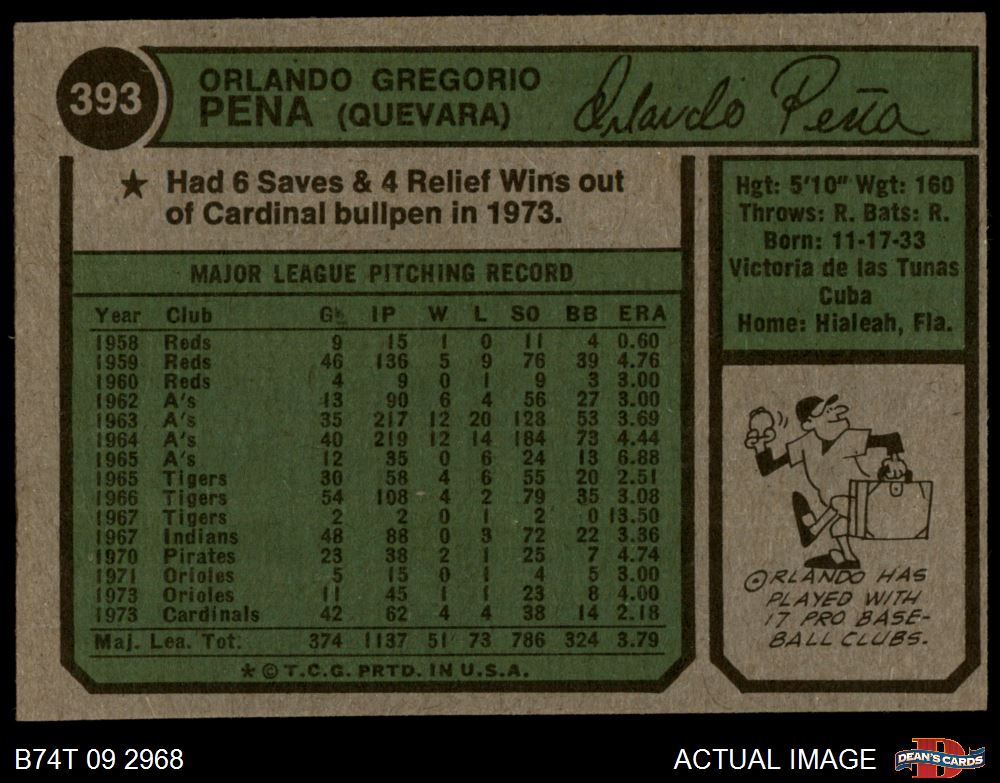 393
ORLANDO GREGORIO
PENA (QUEVARA)
Orlando Peña
★ Had 6 Saves & 4 Relief Wins out
of Cardinal bullpen in 1973.
MAJOR LEAGUE PITCHING RECORD
Year Club G IP W L SO BB ERA
1958 Reds 9 15 1 0 11 4 0.60
1959 Reds 46 136 5 9 76 39 4.76
1960 Reds 4 9 0 1 9 3 3.00
1962 A's 13 90 6 4 56 27 3.00
1963 A's 35 217 12 20 128 53 3.69
1964 A's 40 219 12 14 184 73 4.44
1965 A's 12 35 0 6 24 13 6.88
1965 Tigers 30 58 4 6 55 20 2.51
1966 Tigers 54 108 4 2 79 35 3.08
1967 Tigers 2 2 0 1 2 0 13.50
1967 Indians 48 88 0 3 72 22 3.36
1970 Pirates 23 38 2 1 25 7 4.74
1971 Orioles 5 15 0 1 4 5 3.00
1973 Orioles 11 45 1 1 23 8 4.00
1973 Cardinals 42 62 4 4 38 14 2.18
Maj. Lea. Tot. 374 1137 51 73 786 324 3.79
★ © T.C.G. PRTD. IN U.S.A.
Hgt: 5'10" Wgt: 160
Throws: R. Bats: R.
Born: 11-17-33
Victoria de las Tunas
Cuba
Home: Hialeah, Fla.
ORLANDO HAS
PLAYED WITH
17 PRO BASE-
BALL CLUBS.
B74T 09 2968
ACTUAL IMAGE
D
DEAN'S CARDS